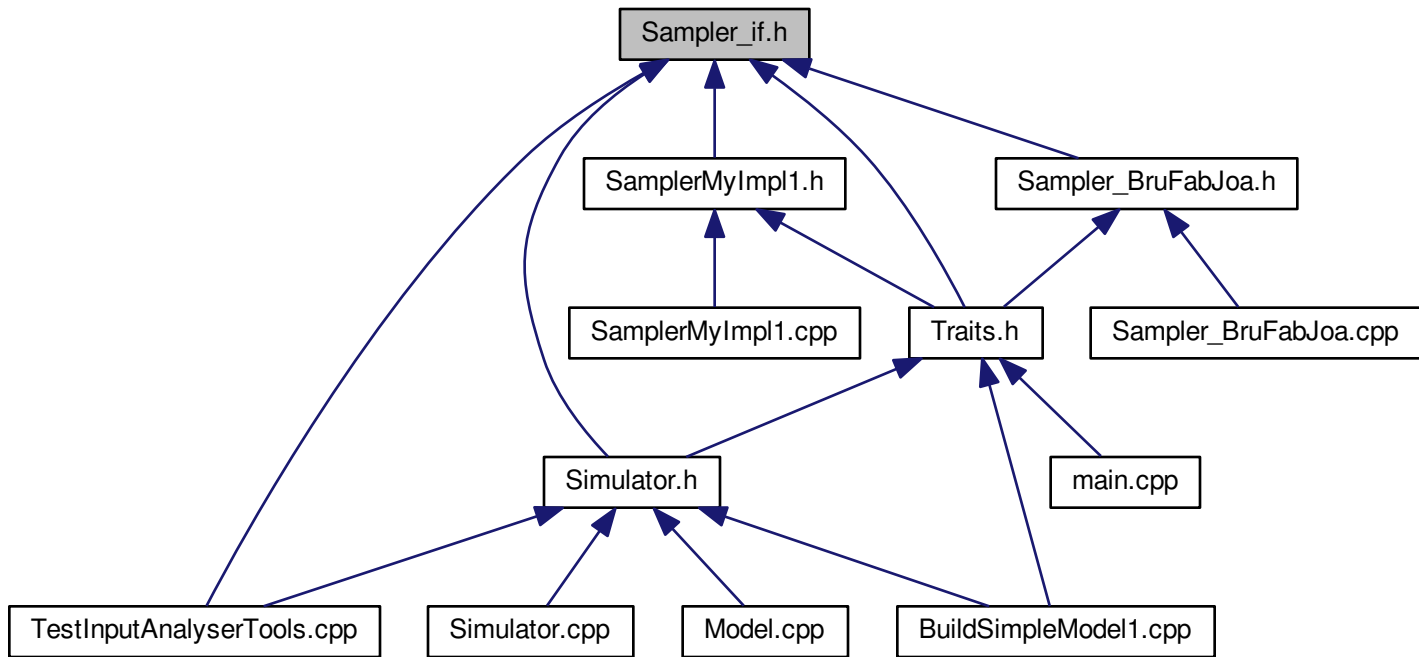 Sampler_if.h
SamplerMyImpl1.h
Sampler_BruFabJoa.h
SamplerMyImpl1.cpp
Traits.h
Sampler_BruFabJoa.cpp
Simulator.h
main.cpp
TestInputAnalyserTools.cpp
Simulator.cpp
Model.cpp
BuildSimpleModel1.cpp